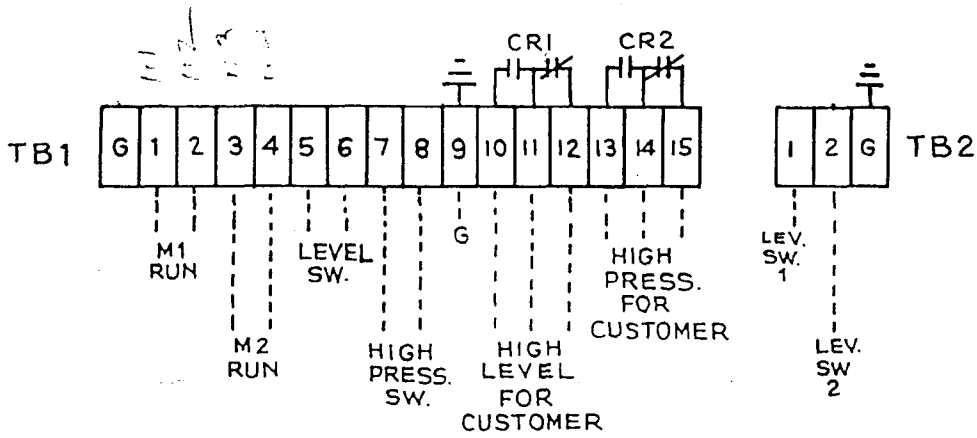 CR1 CR2
TB1 G 1 2 3 4 5 6 7 8 9 10 11 12 13 14 15
1 2 G TB2
M1
RUN
M2
RUN
LEVEL
SW.
HIGH
PRESS.
SW.
G
HIGH
LEVEL
FOR
CUSTOMER
HIGH
PRESS.
FOR
CUSTOMER
LEV.
SW.
1
LEV.
SW
2